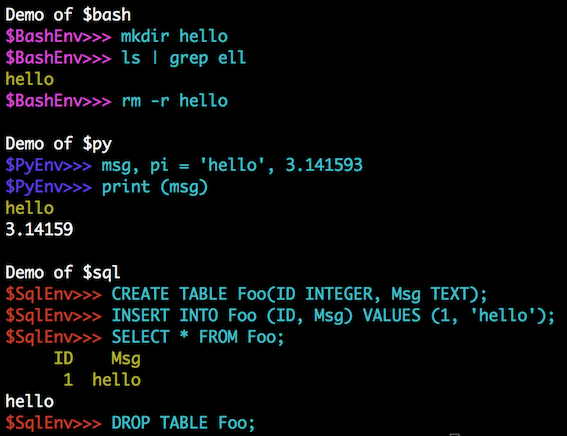 Demo of $bash
$BashEnv>>> mkdir hello
$BashEnv>>> ls | grep ell
hello
$BashEnv>>> rm -r hello
Demo of $py
$PyEnv>>> msg, pi = 'hello', 3.141593
$PyEnv>>> print (msg)
hello
3.14159
Demo of $sql
$SqlEnv>>> CREATE TABLE Foo(ID INTEGER, Msg TEXT);
$SqlEnv>>> INSERT INTO Foo (ID, Msg) VALUES (1, 'hello');
$SqlEnv>>> SELECT * FROM Foo;
ID Msg
1 hello
hello
$SqlEnv>>> DROP TABLE Foo;